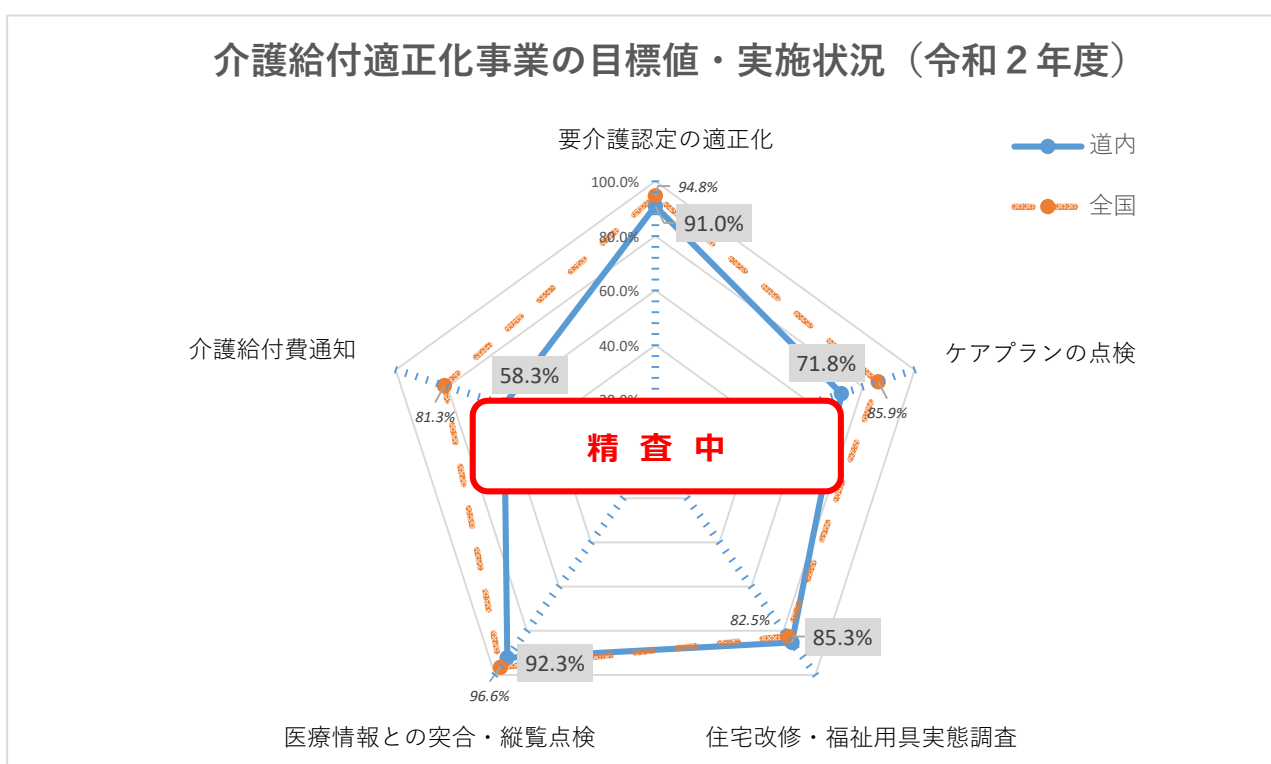 介護給付適正化事業の目標値・実施状況（令和２年度）
要介護認定の適正化
道内
全国
100.0%
94.8%
91.0%
80.0%
60.0%
40.0%
介護給付費通知
ケアプランの点検
71.8%
58.3%
85.9%
81.3%
精 査 中
82.5%
85.3%
92.3%
96.6%
医療情報との突合・縦覧点検
住宅改修・福祉用具実態調査